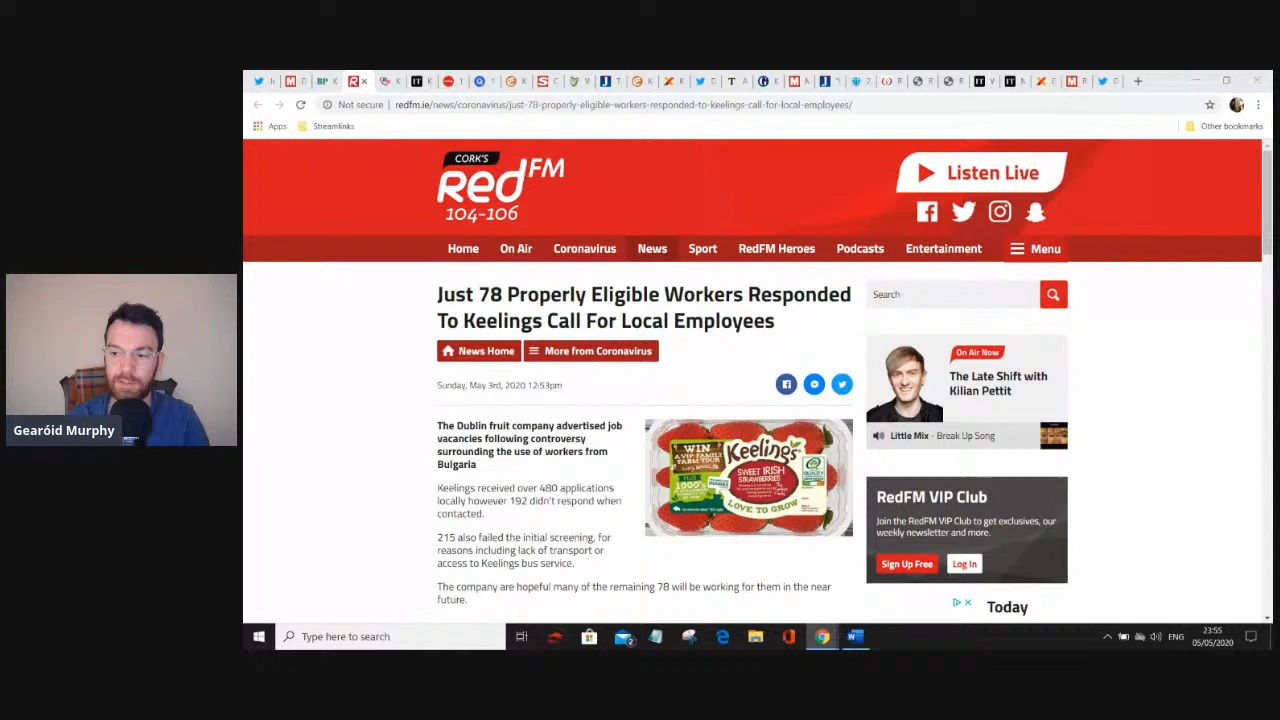 Not secure
redfm.ie/news/coronavirus/just-78-properly-eligible-workers-responded-to-keelings-call-for-local-employees/
Apps
Streamlinks
Other bookmarks
CORK'S
Red FM
104-106
Listen Live
Home
On Air
Coronavirus
News
Sport
RedFM Heroes
Podcasts
Entertainment
Menu
Just 78 Properly Eligible Workers Responded
To Keelings Call For Local Employees
News Home
More from Coronavirus
Sunday, May 3rd, 2020 12:53pm
The Dublin fruit company advertised job
vacancies following controversy
surrounding the use of workers from
Bulgaria
Keelings received over 480 applications
locally however 192 didn't respond when
contacted.
215 also failed the initial screening, for
reasons including lack of transport or
access to Keelings bus service.
The company are hopeful many of the remaining 78 will be working for them in the near
future.
WIN
A VIP FAMILY
FARM TOUR
PLUS
1000's
Keelings
SWEET IRISH
STRAWBERRIES
LOVE TO GROW
Search
On Air Now
The Late Shift with
Kilian Pettit
Little Mix - Break Up Song
RedFM VIP Club
Join the RedFM VIP Club to get exclusives, our
weekly newsletter and more.
Sign Up Free
Log In
Today
Gearóid Murphy
Type here to search
2
ENG
23:55
05/05/2020